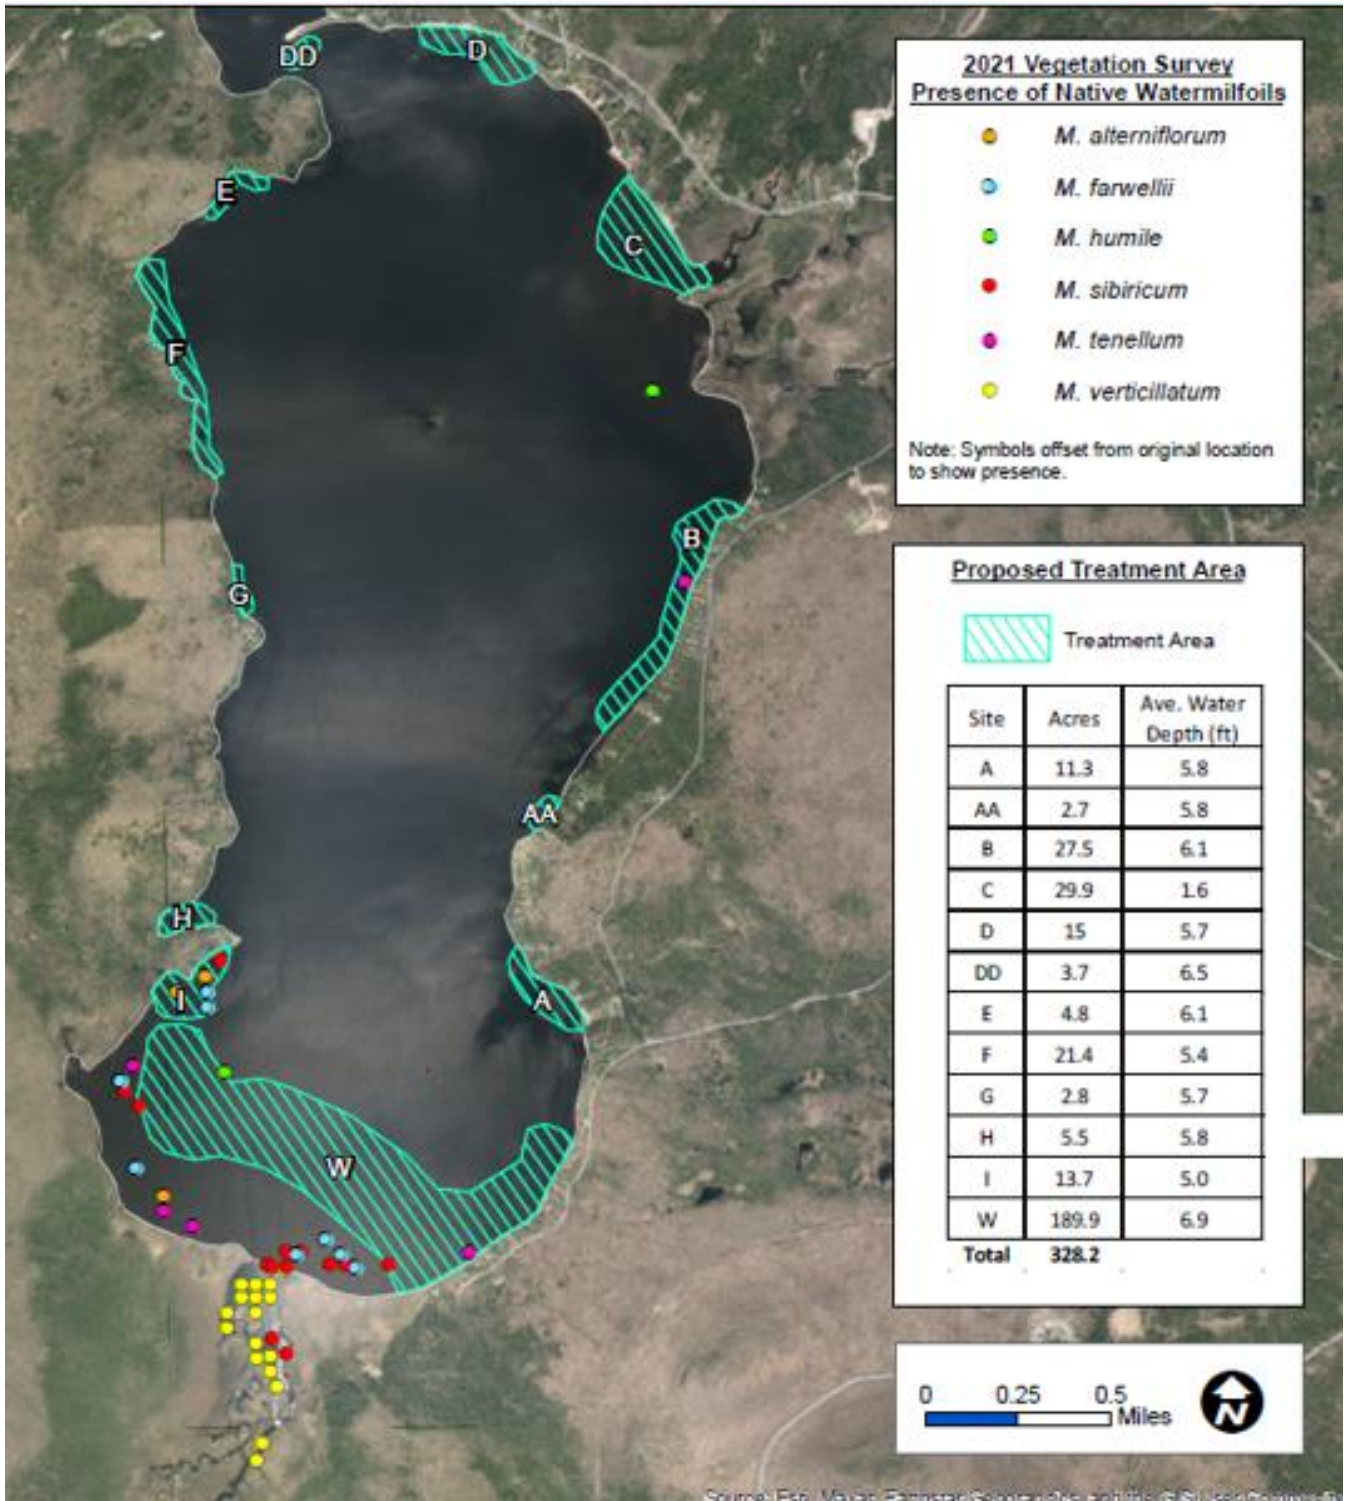 DD
D
E
C
F
B
G
AA
H
I
A
W
2021 Vegetation Survey
Presence of Native Watermilfoils
M. alterniflorum
M. farwellii
M. humile
M. sibiricum
M. tenellum
M. verticillatum
Note: Symbols offset from original location
to show presence.
Proposed Treatment Area
Treatment Area
Site Acres Ave. Water
Depth (ft)
A 11.3 5.8
AA 2.7 5.8
B 27.5 6.1
C 29.9 1.6
D 15 5.7
DD 3.7 6.5
E 4.8 6.1
F 21.4 5.4
G 2.8 5.7
H 5.5 5.8
I 13.7 5.0
W 189.9 6.9
Total 328.2
0 0.25 0.5
Miles
N